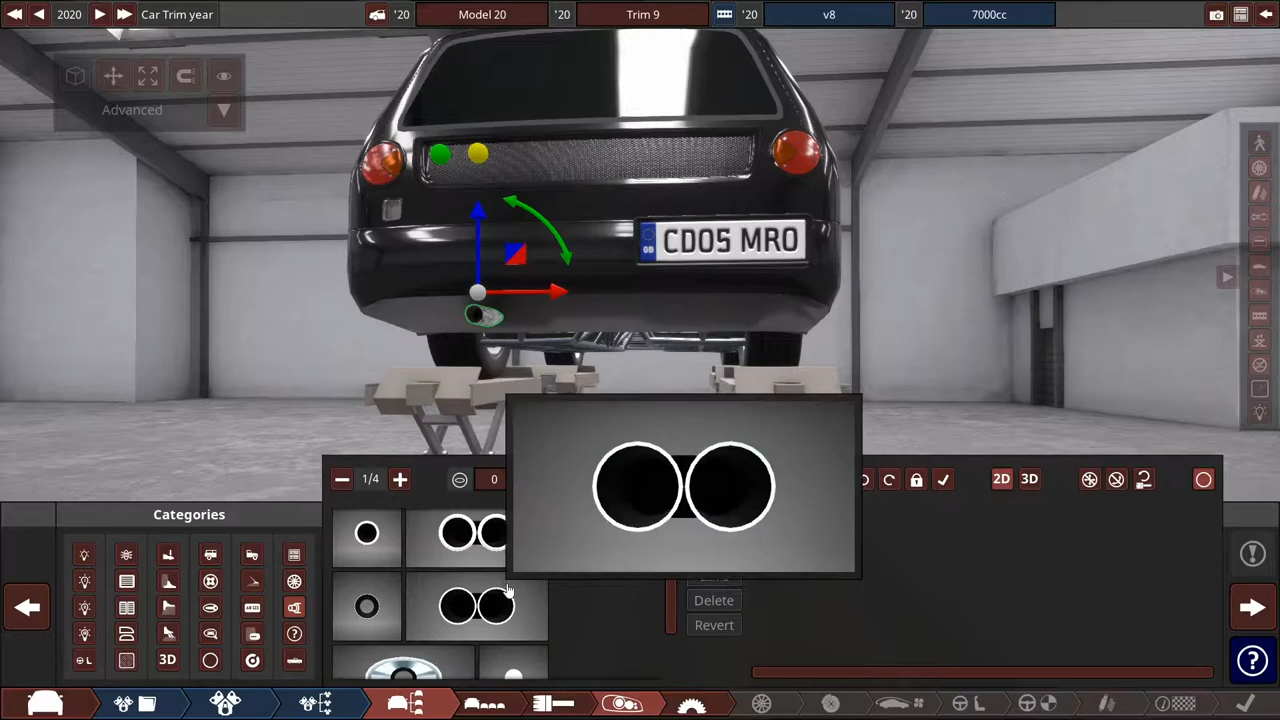 2020
Car Trim year
'20
Model 20
'20
Trim 9
'20
v8
'20
7000cc
Advanced
GB
CD05 MRO
1/4
0
2D
3D
Categories
L
3D
Delete
Revert
?
L